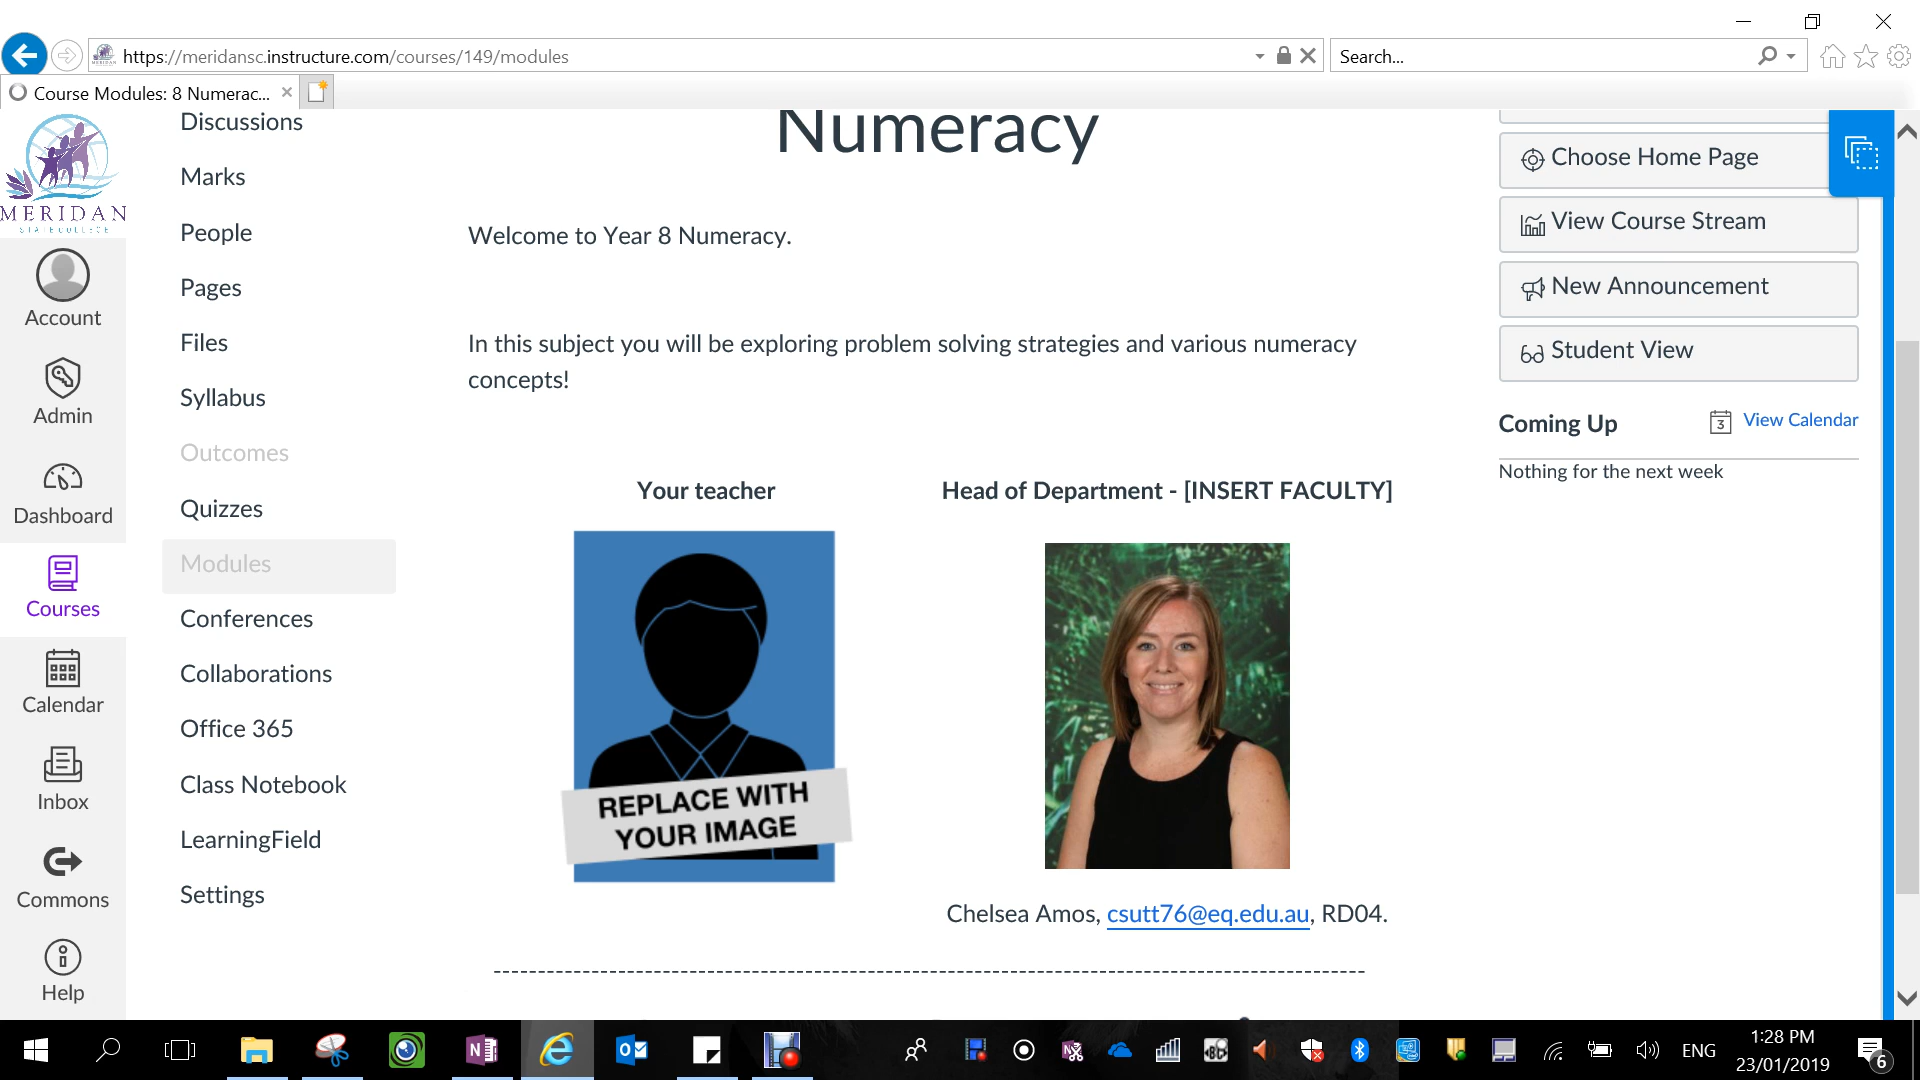 https://meridansc.instructure.com/courses/149/modules
Search...
Course Modules: 8 Numerac...
MERIDAN
STATE COLLEGE
Account
Admin
Dashboard
Courses
Calendar
Inbox
Commons
Help
Discussions
Marks
People
Pages
Files
Syllabus
Outcomes
Quizzes
Modules
Conferences
Collaborations
Office 365
Class Notebook
LearningField
Settings
Numeracy
Welcome to Year 8 Numeracy.
In this subject you will be exploring problem solving strategies and various numeracy
concepts!
Your teacher
REPLACE WITH
YOUR IMAGE
Head of Department - [INSERT FACULTY]
Chelsea Amos, csutt76@eq.edu.au, RD04.
--------------------------------------------------------------------------------------------------
Choose Home Page
View Course Stream
New Announcement
Student View
Coming Up
3 View Calendar
Nothing for the next week
ENG
1:28 PM
23/01/2019
6